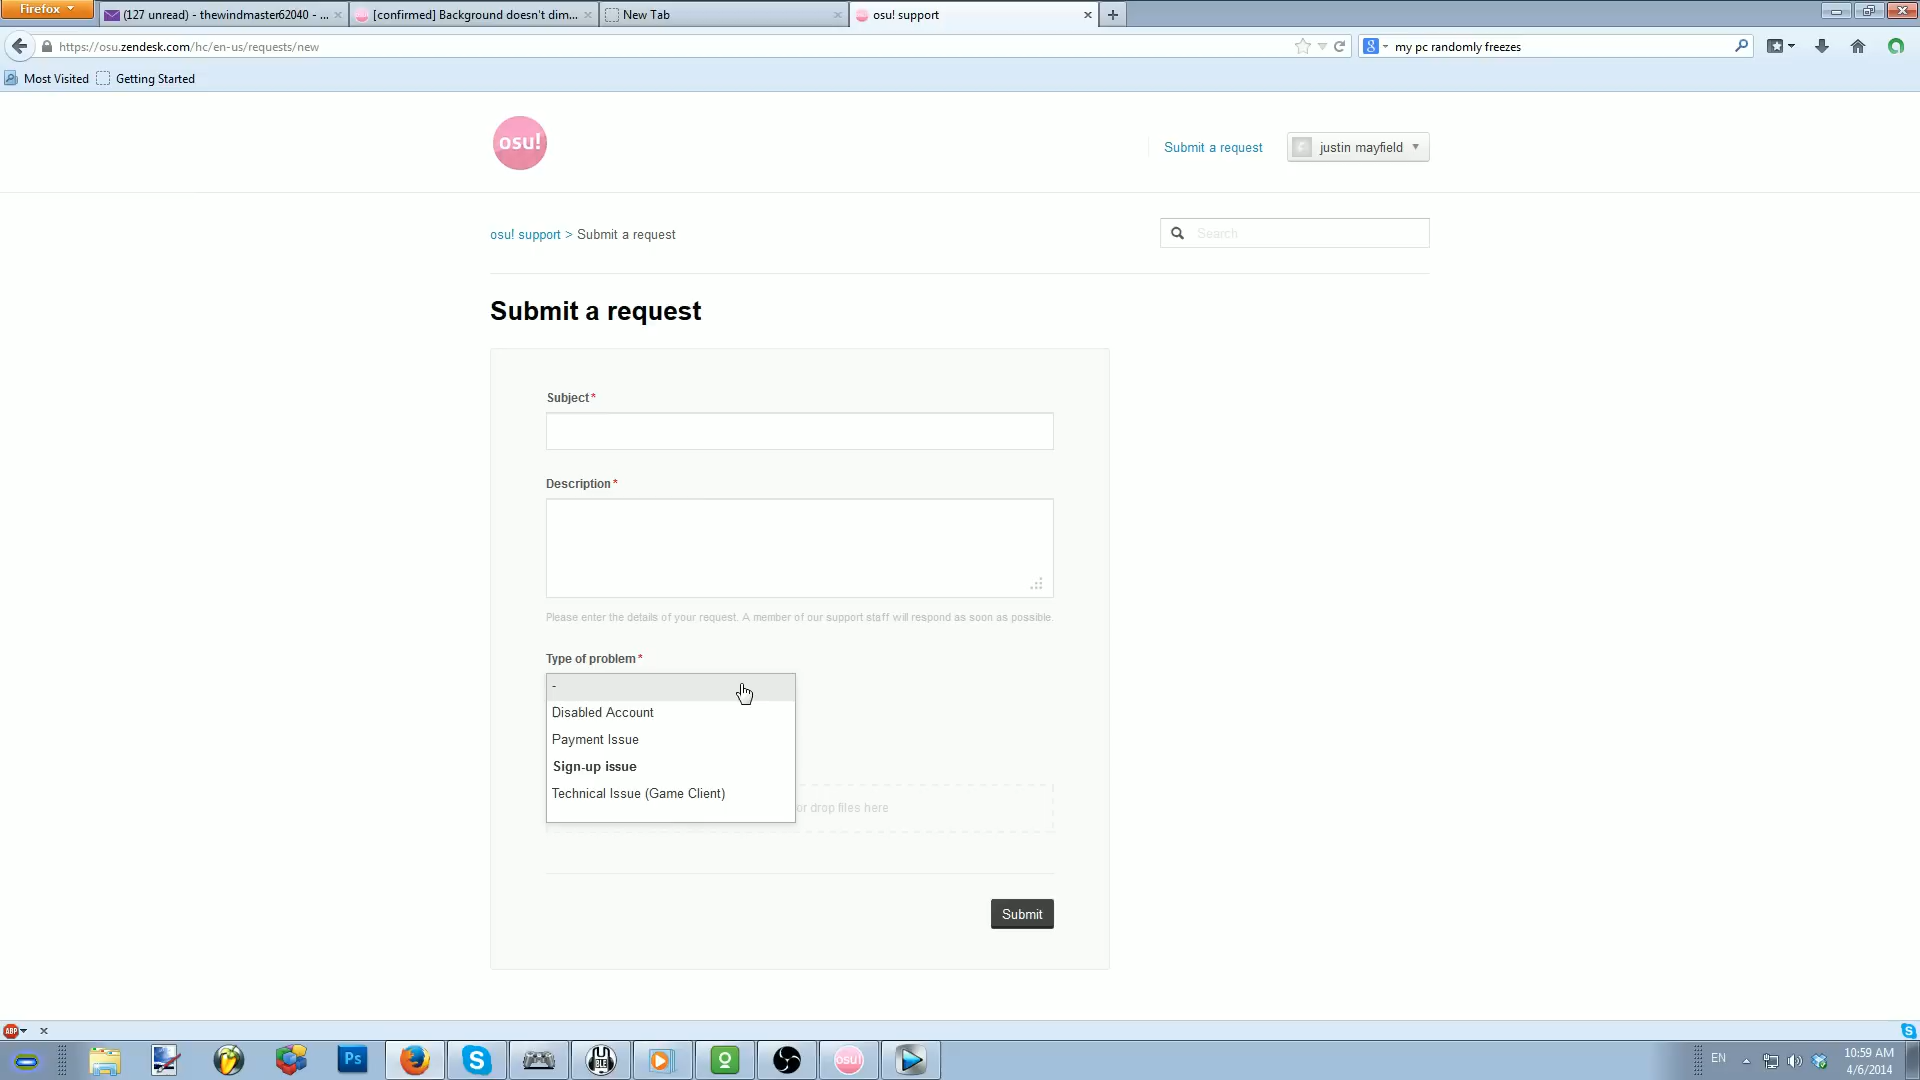 Firefox
(127 unread) - thewindmaster62040 - ...
[confirmed] Background doesn't dim...
New Tab
osu! support
https://osu.zendesk.com/hc/en-us/requests/new
8
my pc randomly freezes
Most Visited
Getting Started
osu!
Submit a request
justin mayfield
osu! support > Submit a request
Search
Submit a request
Subject*
Description*
Please enter the details of your request. A member of our support staff will respond as soon as possible.
Type of problem*
-
Disabled Account
Payment Issue
Sign-up issue
Technical Issue (Game Client)
or drop files here
Submit
ABP
Ps
osu!
EN
10:59 AM
4/6/2014